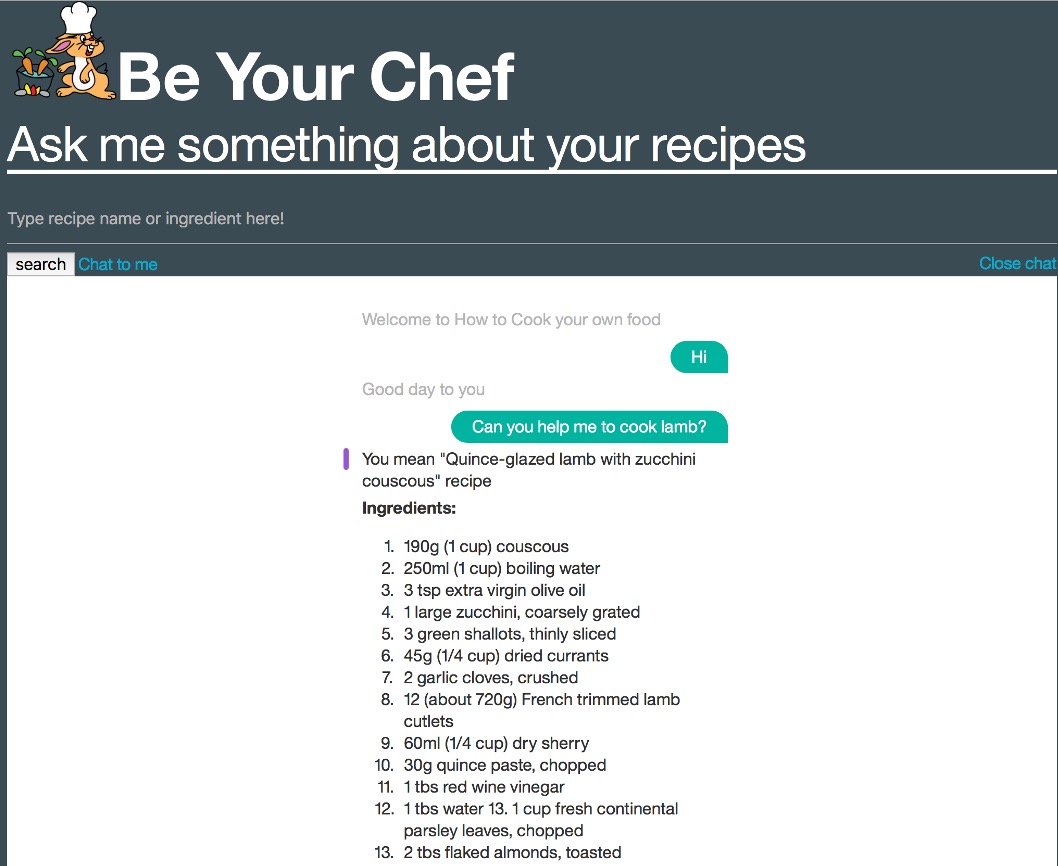 Be Your Chef
Ask me something about your recipes
Type recipe name or ingredient here!
search Chat to me Close chat
Welcome to How to Cook your own food
Hi
Good day to you
Can you help me to cook lamb?
You mean "Quince-glazed lamb with zucchini
couscous" recipe
Ingredients:
1. 190g (1 cup) couscous
2. 250ml (1 cup) boiling water
3. 3 tsp extra virgin olive oil
4. 1 large zucchini, coarsely grated
5. 3 green shallots, thinly sliced
6. 45g (1/4 cup) dried currants
7. 2 garlic cloves, crushed
8. 12 (about 720g) French trimmed lamb
cutlets
9. 60ml (1/4 cup) dry sherry
10. 30g quince paste, chopped
11. 1 tbs red wine vinegar
12. 1 tbs water 13. 1 cup fresh continental
parsley leaves, chopped
13. 2 tbs flaked almonds, toasted